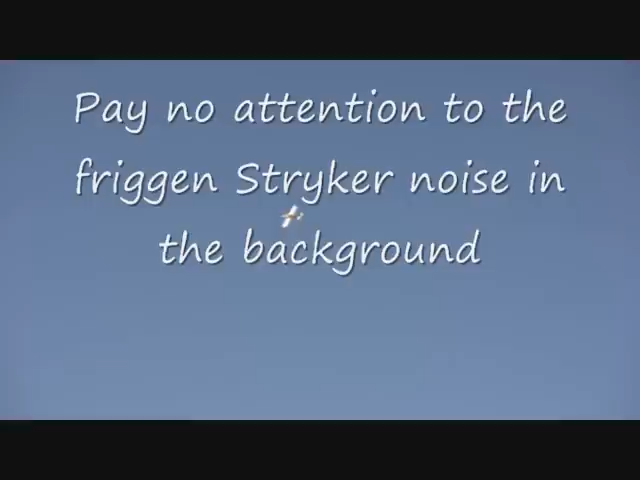 Pay no attention to the
friggen Stryker noise in
the background